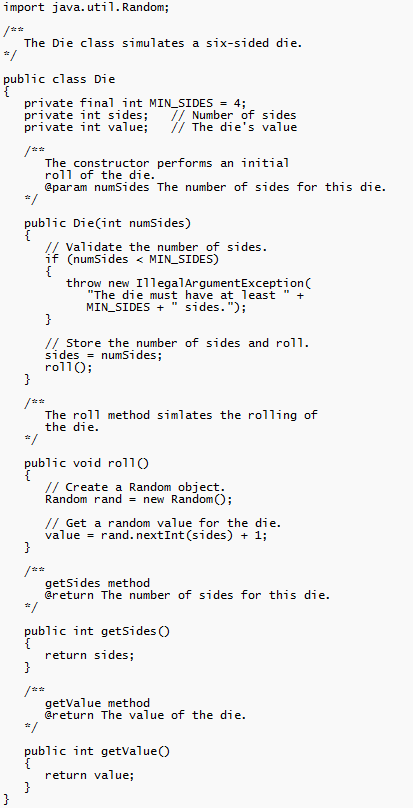 import java.util.Random;
/**
The Die class simulates a six-sided die.
*/
public class Die
{
private final int MIN_SIDES = 4;
private int sides;   // Number of sides
private int value;   // The die's value
/**
The constructor performs an initial
roll of the die.
@param numSides The number of sides for this die.
*/
public Die(int numSides)
{
// Validate the number of sides.
if (numSides < MIN_SIDES)
{
throw new IllegalArgumentException(
"The die must have at least " +
MIN_SIDES + " sides.");
}
// Store the number of sides and roll.
sides = numSides;
roll();
}
/**
The roll method simlates the rolling of
the die.
*/
public void roll()
{
// Create a Random object.
Random rand = new Random();
// Get a random value for the die.
value = rand.nextInt(sides) + 1;
}
/**
getSides method
@return The number of sides for this die.
*/
public int getSides()
{
return sides;
}
/**
getValue method
@return The value of the die.
*/
public int getValue()
{
return value;
}
}